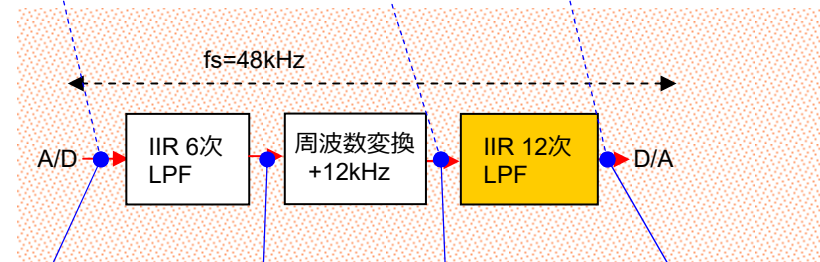 fs=48kHz
A/D
IIR 6次
LPF
周波数変換
+12kHz
IIR 12次
LPF
D/A